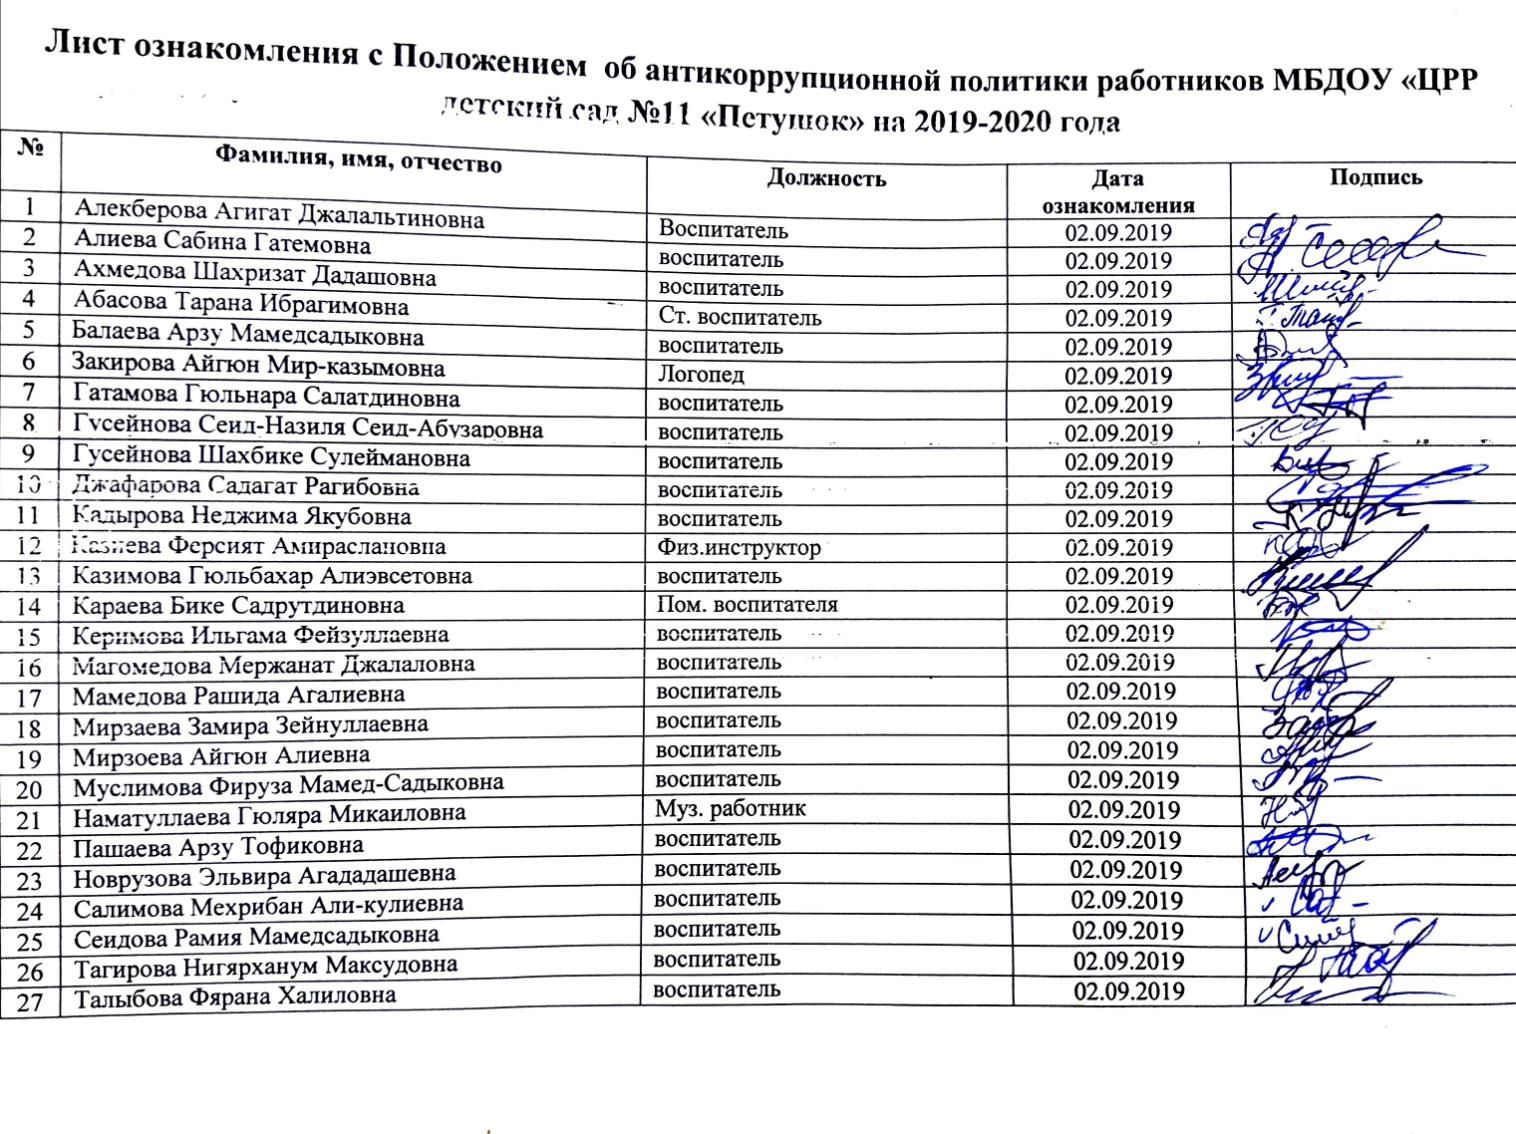 Лист ознакомления с Положением об антикоррупционной политики работников МБДОУ «ЦРР
детский сад №11 «Петушок» на 2019-2020 года
№ Фамилия, имя, отчество Должность Дата ознакомления Подпись
1 Алекберова Агигат Джалальтиновна Воспитатель 02.09.2019
2 Алиева Сабина Гатемовна воспитатель 02.09.2019
3 Ахмедова Шахризат Дадашовна воспитатель 02.09.2019
4 Абасова Тарана Ибрагимовна Ст. воспитатель 02.09.2019
5 Балаева Арзу Мамедсадыковна воспитатель 02.09.2019
6 Закирова Айгюн Мир-казымовна Логопед 02.09.2019
7 Гатамова Гюльнара Салатдиновна воспитатель 02.09.2019
8 Гусейнова Сеид-Назиля Сеид-Абузаровна воспитатель 02.09.2019
9 Гусейнова Шахбике Сулеймановна воспитатель 02.09.2019
10 Джафарова Садагат Рагибовна воспитатель 02.09.2019
11 Кадырова Неджима Якубовна воспитатель 02.09.2019
12 Казиева Ферсият Амираслановна Физ.инструктор 02.09.2019
13 Казимова Гюльбахар Алиэвсетовна воспитатель 02.09.2019
14 Караева Бике Садрутдиновна Пом. воспитателя 02.09.2019
15 Керимова Ильгама Фейзуллаевна воспитатель 02.09.2019
16 Магомедова Мержанат Джалаловна воспитатель 02.09.2019
17 Мамедова Рашида Агалиевна воспитатель 02.09.2019
18 Мирзаева Замира Зейнуллаевна воспитатель 02.09.2019
19 Мирзоева Айгюн Алиевна воспитатель 02.09.2019
20 Муслимова Фируза Мамед-Садыковна воспитатель 02.09.2019
21 Наматуллаева Гюляра Микаиловна Муз. работник 02.09.2019
22 Пашаева Арзу Тофиковна воспитатель 02.09.2019
23 Новрузова Эльвира Агададашевна воспитатель 02.09.2019
24 Салимова Мехрибан Али-кулиевна воспитатель 02.09.2019
25 Сеидова Рамия Мамедсадыковна воспитатель 02.09.2019
26 Тагирова Нигярханум Максудовна воспитатель 02.09.2019
27 Талыбова Фярана Халиловна воспитатель 02.09.2019